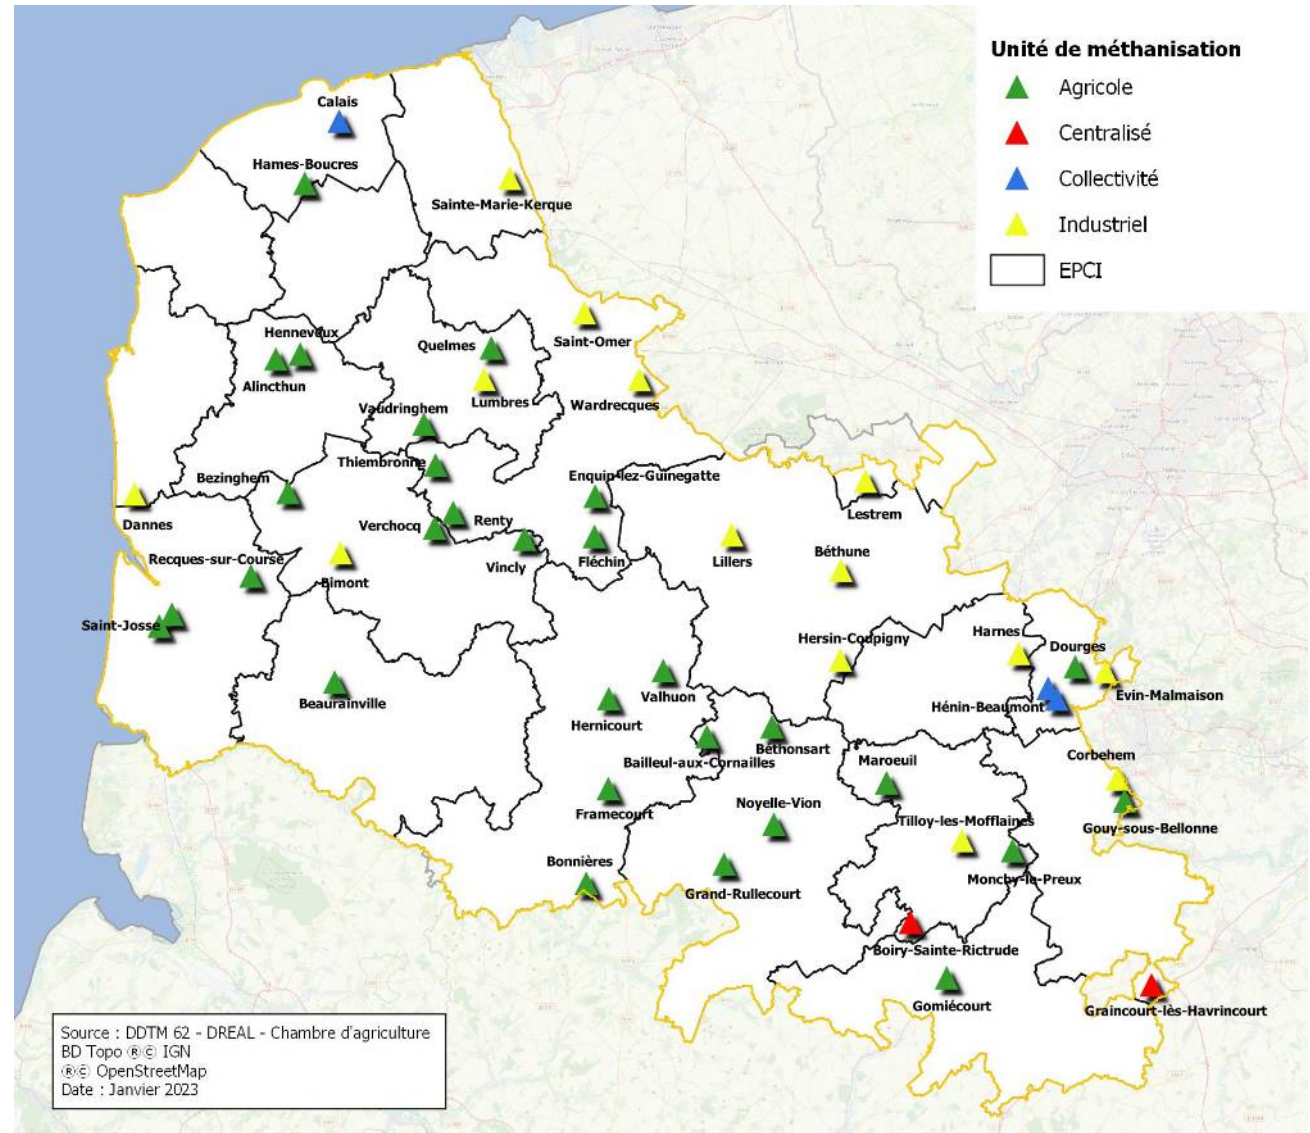 Unité de méthanisation
Agricole
Centralisé
Collectivité
Industriel
EPCI
Calais
Hames-Boucres
Sainte-Marie-Kerque
Henneveux
Alincthun
Quelmes
Saint-Omer
Lumbres
Wardrecques
Vaudringhem
Thiembronne
Bezinghem
Enquin-lez-Guinegatte
Dannes
Verchocq
Renty
Lestrem
Recques-sur-Course
Bimont
Vincly
Fléchin
Lillers
Béthune
Saint-Josse
Hersin-Coupigny
Harnes
Dourges
Beaurainville
Valhuon
Evin-Malmaison
Hernicourt
Hénin-Beaumont
Béthonsart
Bailleul-aux-Cornailles
Maroeuil
Corbehem
Framecourt
Noyelle-Vion
Tilloy-les-Mofflaines
Gouy-sous-Bellonne
Bonnières
Grand-Rullecourt
Monchy-le-Preux
Boiry-Sainte-Rictrude
Gomiécourt
Graincourt-lès-Havrincourt
Source : DDTM 62 - DREAL - Chambre d'agriculture
BD Topo ®© IGN
®© OpenStreetMap
Date : Janvier 2023